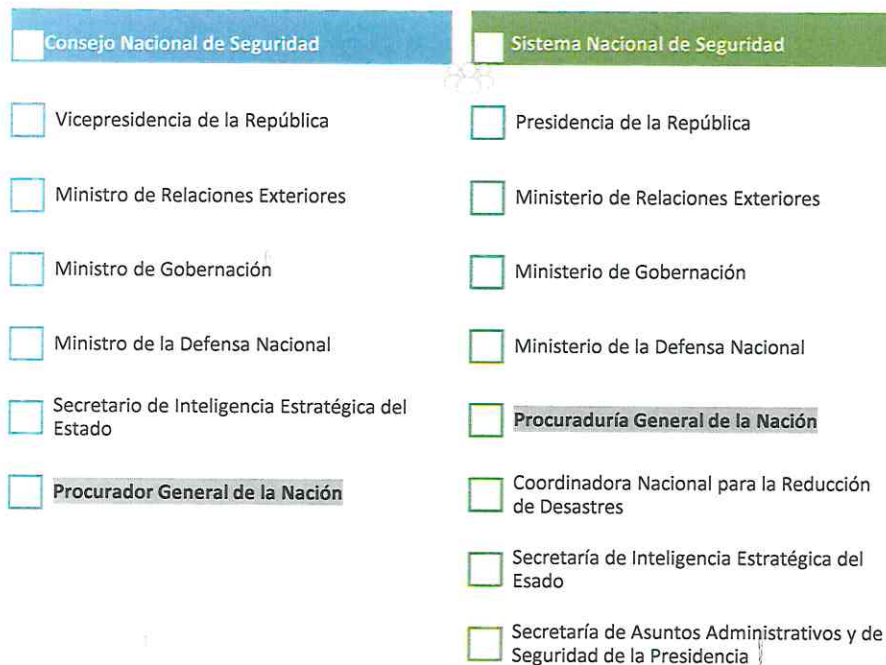 Consejo Nacional de Seguridad
Vicepresidencia de la República
Ministro de Relaciones Exteriores
Ministro de Gobernación
Ministro de la Defensa Nacional
Secretario de Inteligencia Estratégica del
Estado
Procurador General de la Nación
Sistema Nacional de Seguridad
Presidencia de la República
Ministerio de Relaciones Exteriores
Ministerio de Gobernación
Ministerio de la Defensa Nacional
Procuraduría General de la Nación
Coordinadora Nacional para la Reducción
de Desastres
Secretaría de Inteligencia Estratégica del
Esado
Secretaría de Asuntos Administrativos y de
Seguridad de la Presidencia